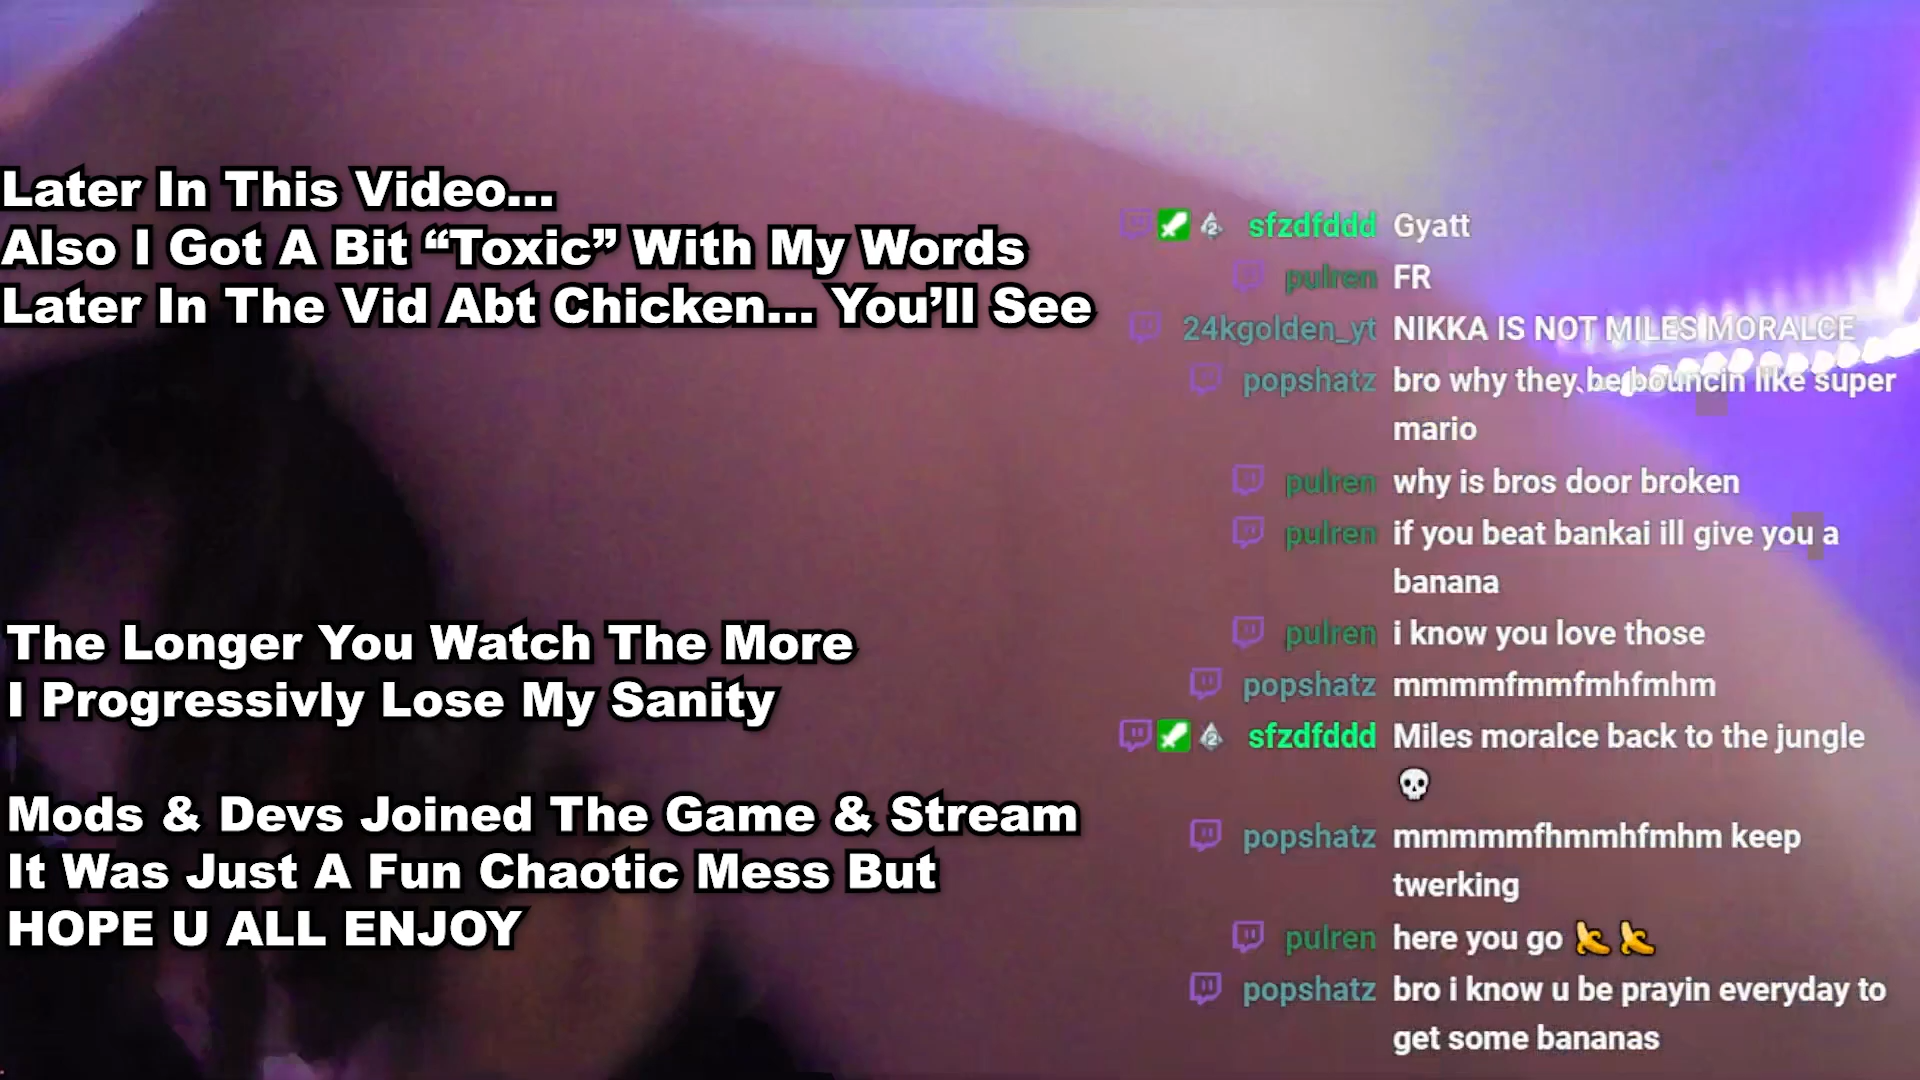 Later In This Video...
Also I Got A Bit “Toxic” With My Words
Later In The Vid Abt Chicken... You’ll See
The Longer You Watch The More
I Progressivly Lose My Sanity
Mods & Devs Joined The Game & Stream
It Was Just A Fun Chaotic Mess But
HOPE U ALL ENJOY
sfzdfddd Gyatt
pulren FR
24kgolden_yt NIKKA IS NOT MILES MORALCE
popshatz bro why they be bouncin like super
mario
pulren why is bros door broken
pulren if you beat bankai ill give you a
banana
pulren i know you love those
popshatz mmmmfmmfmhfmhm
sfzdfddd Miles moralce back to the jungle
💀
popshatz mmmmmfhmmhfmhm keep
twerking
pulren here you go 🍌🍌
popshatz bro i know u be prayin everyday to
get some bananas